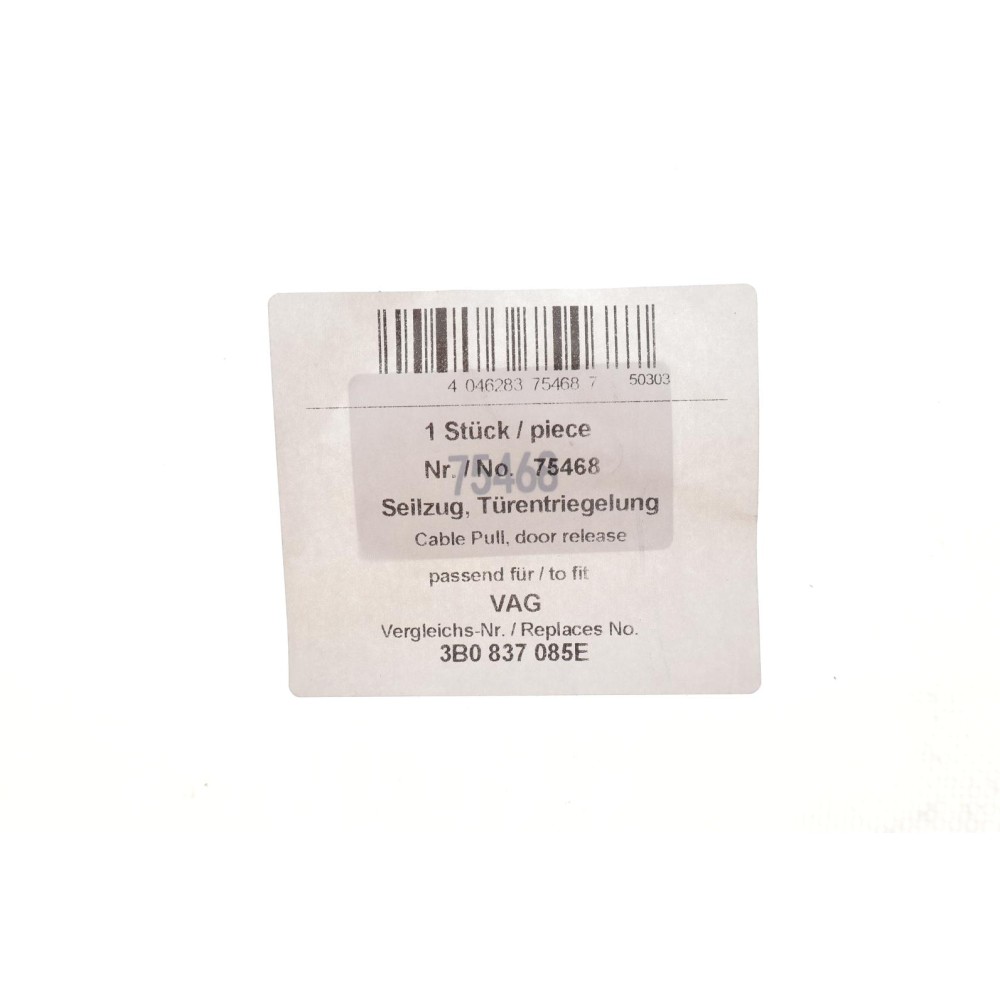 4 046283 75468 7 50303
1 Stück / piece
Nr. / No. 75468
75468
Seilzug, Türentriegelung
Cable Pull, door release
passend für / to fit
VAG
Vergleichs-Nr. / Replaces No.
3B0 837 085E